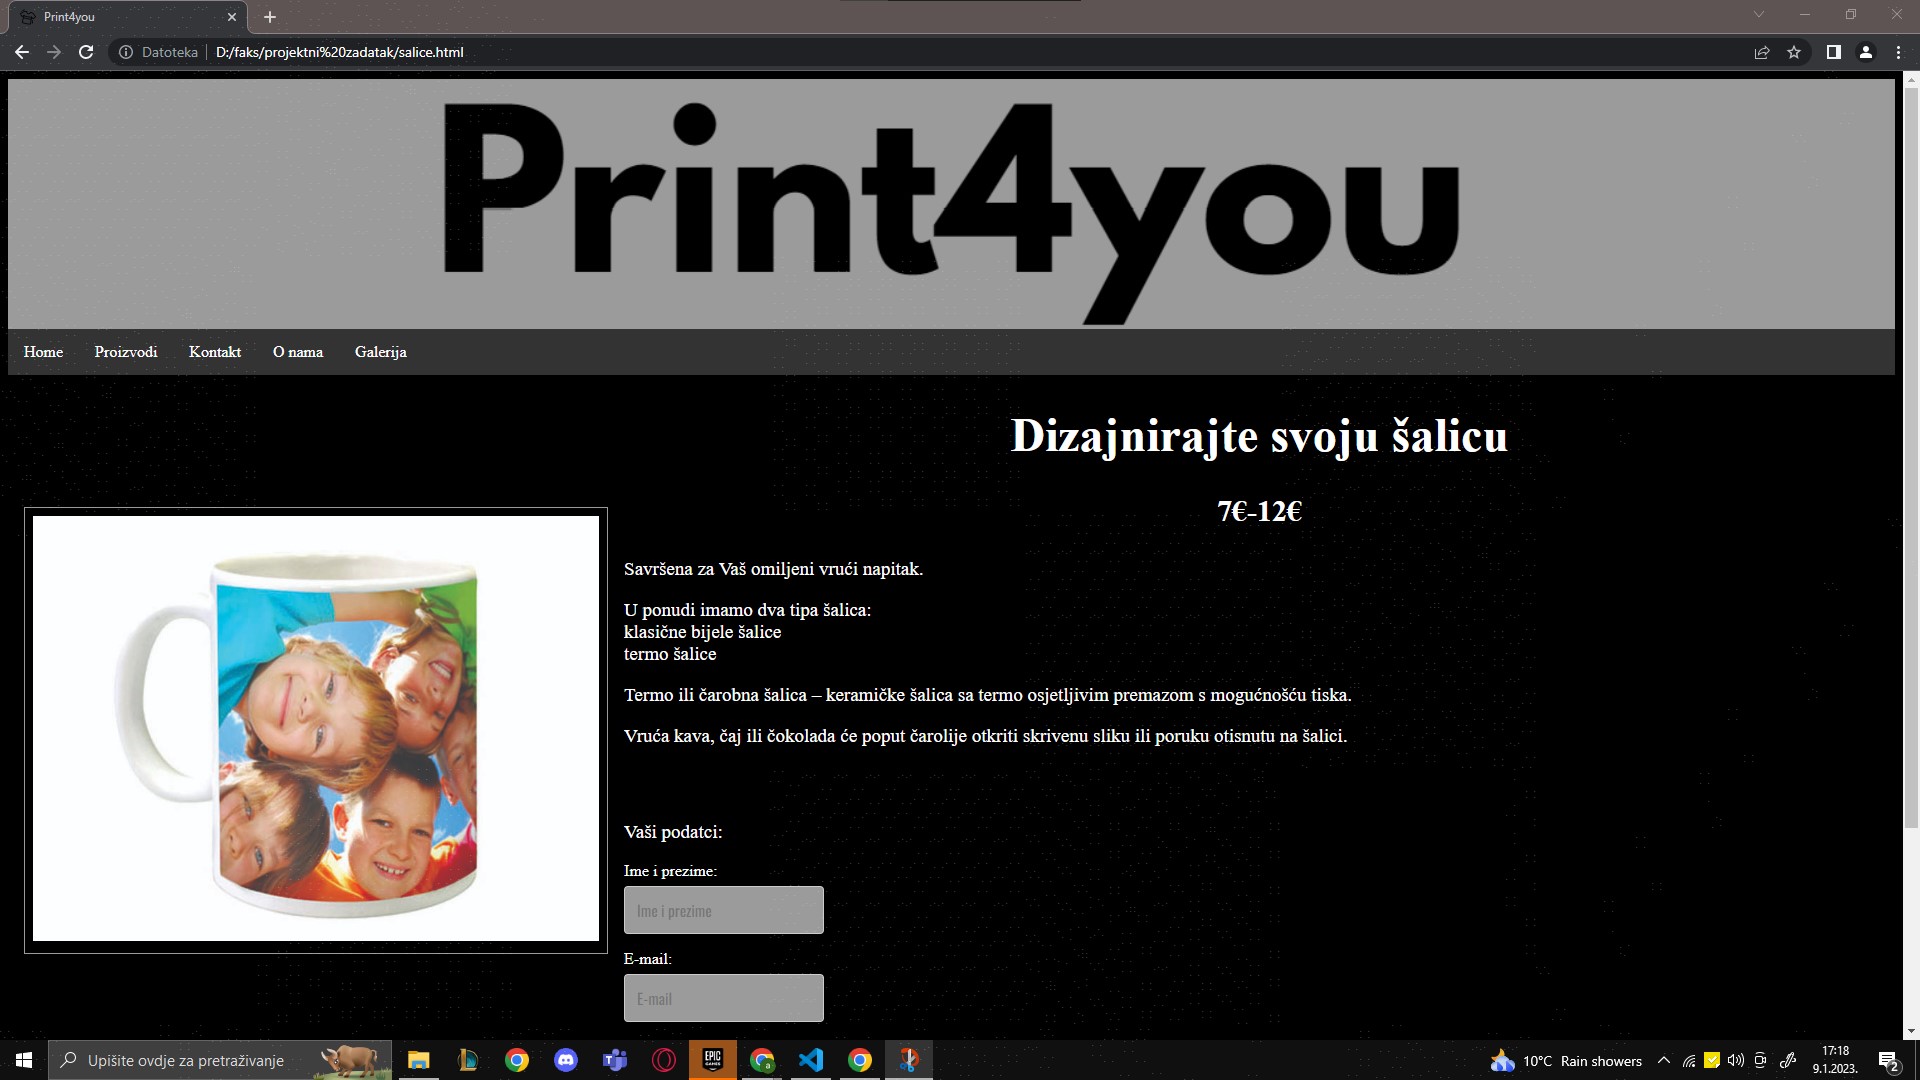 Print4you
Datoteka
D:/faks/projektni%20zadatak/salice.html
Print4you
Home Proizvodi Kontakt O nama Galerija
Dizajnirajte svoju šalicu
7€-12€
Savršena za Vaš omiljeni vrući napitak.
U ponudi imamo dva tipa šalica:
klasične bijele šalice
termo šalice
Termo ili čarobna šalica – keramičke šalica sa termo osjetljivim premazom s mogućnošću tiska.
Vruća kava, čaj ili čokolada će poput čarolije otkriti skrivenu sliku ili poruku otisnutu na šalici.
Vaši podatci:
Ime i prezime:
Ime i prezime
E-mail:
E-mail
Upišite ovdje za pretraživanje
EPIC
GAMES
10°C Rain showers
17:18
9.1.2023.
2